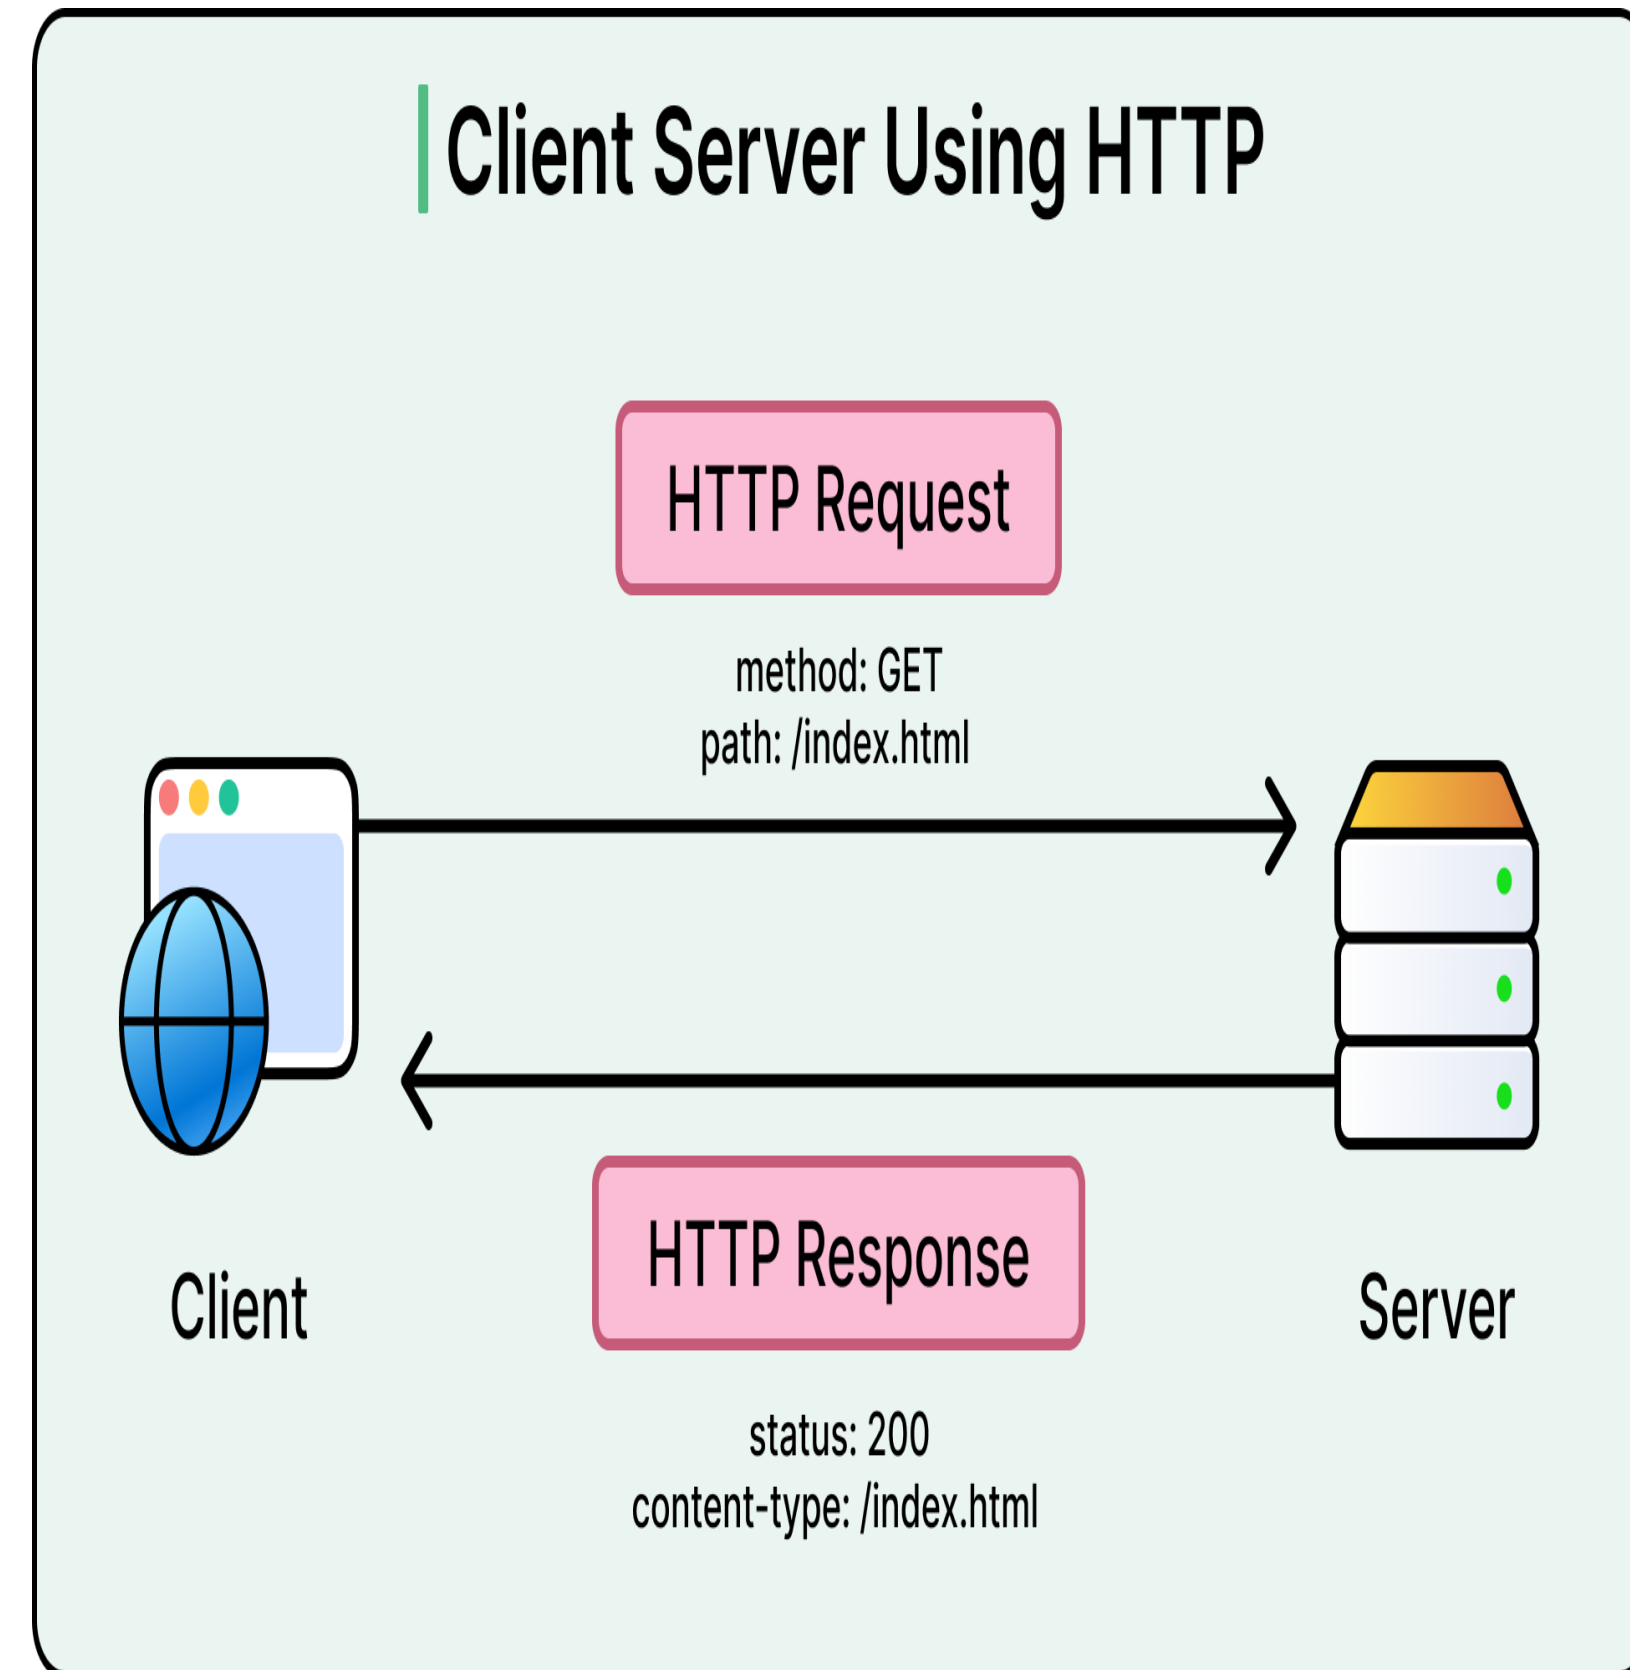 Client Server Using HTTP
HTTP Request
method: GET
path: /index.html
HTTP Response
Client
Server
status: 200
content-type: /index.html